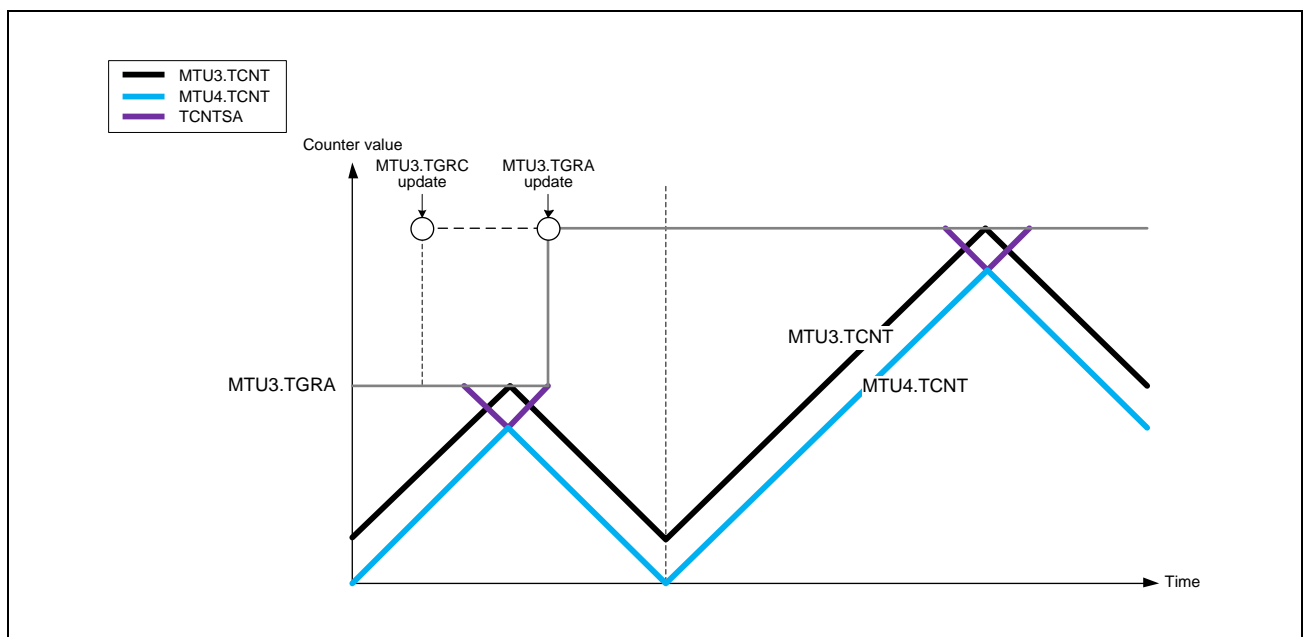 MTU3.TCNT
MTU4.TCNT
TCNTSA
Counter value
MTU3.TGRC
update
MTU3.TGRA
update
MTU3.TCNT
MTU3.TGRA
MTU4.TCNT
Time